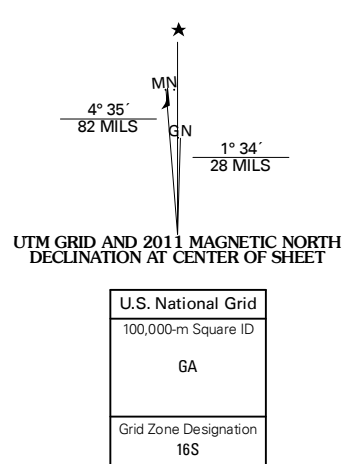 ★
MN
4° 35´
82 MILS
GN
1° 34´
28 MILS
UTM GRID AND 2011 MAGNETIC NORTH
DECLINATION AT CENTER OF SHEET
U.S. National Grid
100,000-m Square ID
GA
Grid Zone Designation
16S